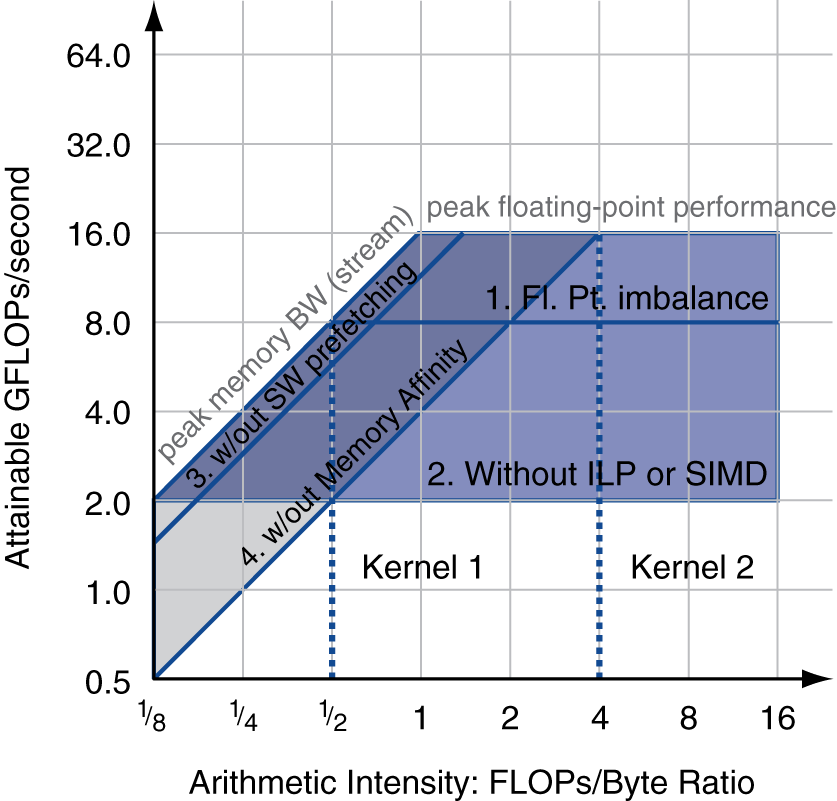 Attainable GFLOPs/second
64.0
32.0
16.0
8.0
4.0
2.0
1.0
0.5
peak memory BW (stream)
peak floating-point performance
3. w/out SW prefetching
1. Fl. Pt. imbalance
4. w/out Memory Affinity
2. Without ILP or SIMD
Kernel 1
Kernel 2
1/8
1/4
1/2
1
2
4
8
16
Arithmetic Intensity: FLOPs/Byte Ratio